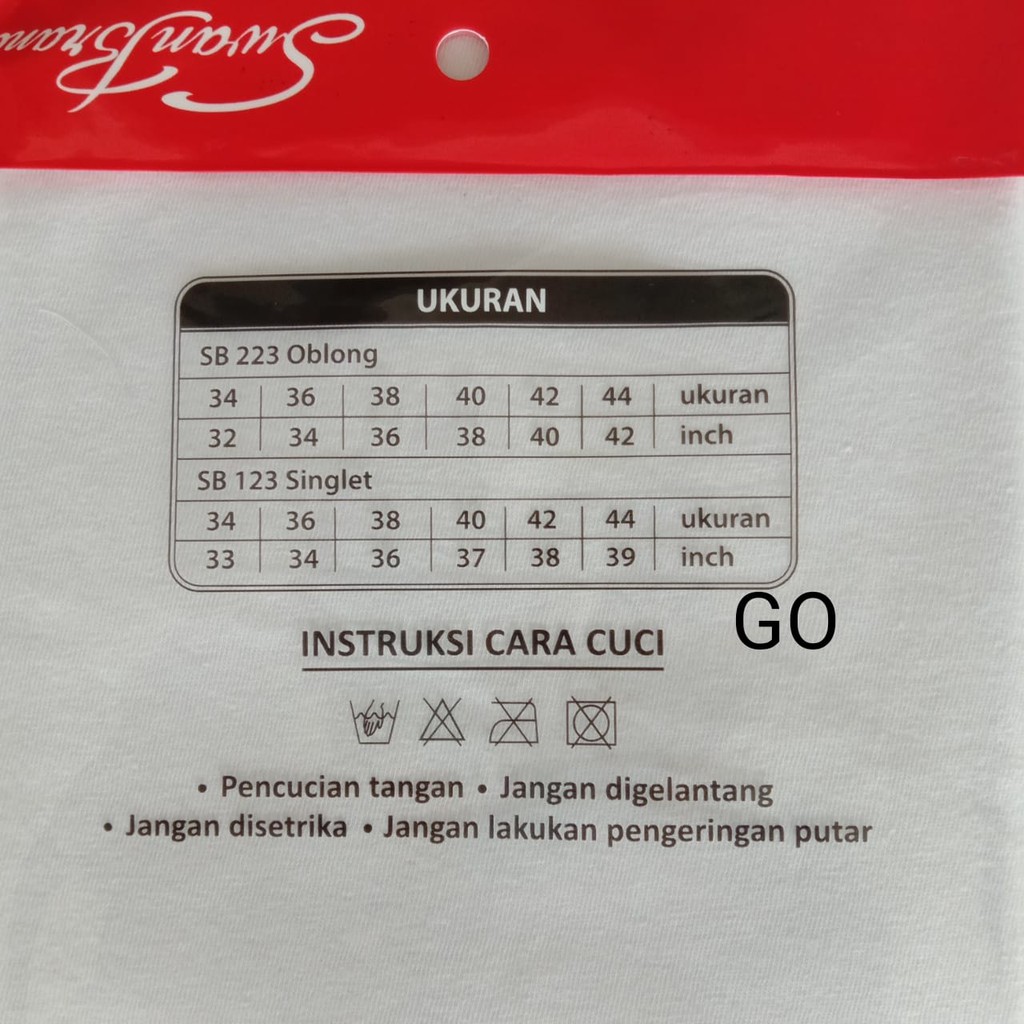 Swan Brand
UKURAN
SB 223 Oblong
34 36 38 40 42 44 ukuran
32 34 36 38 40 42 inch
SB 123 Singlet
34 36 38 40 42 44 ukuran
33 34 36 37 38 39 inch
GO
INSTRUKSI CARA CUCI
• Pencucian tangan • Jangan digelantang
• Jangan disetrika • Jangan lakukan pengeringan putar